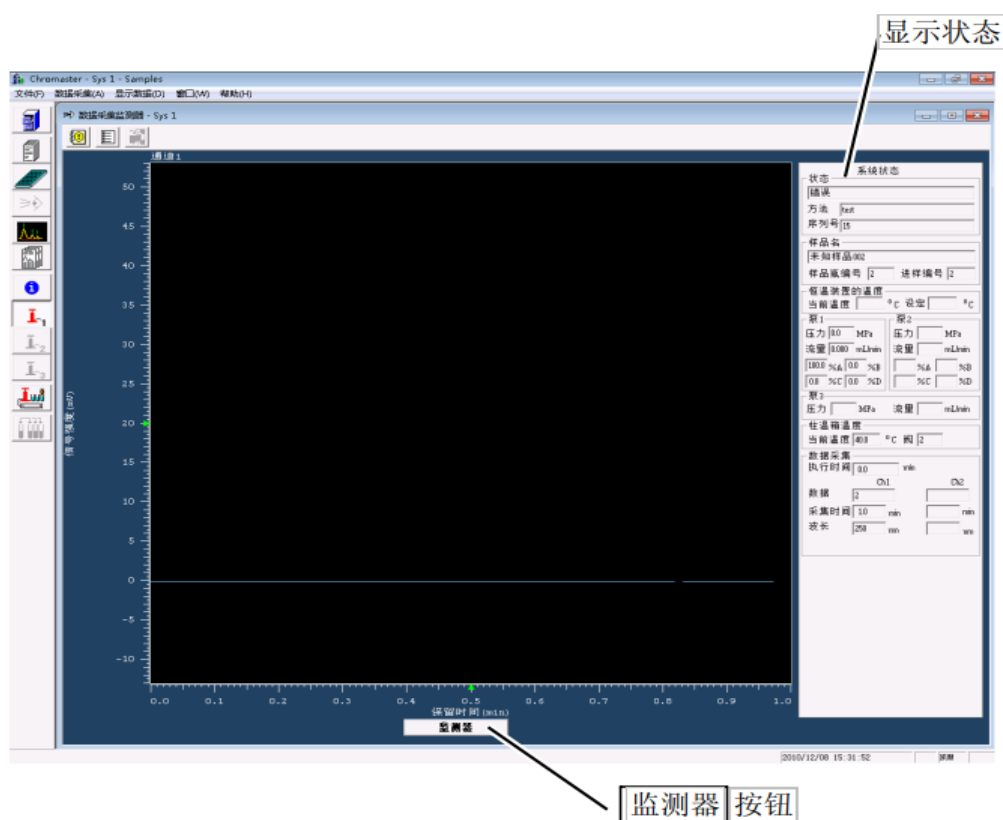 显示状态
Chromaster - Sys 1 - Samples
文件(F) 数据采集(A) 显示数据(D) 窗口(W) 帮助(H)
数据采集监测器 - Sys 1
通道1
系统状态
状态
错误
方法 test
序列号 15
样品名
未知样品002
样品瓶编号 2 进样编号 2
恒温装置的温度
当前温度 °C 设定 °C
泵1 泵2
压力 0.0 MPa 压力 MPa
流量 0.000 mL/min 流量 mL/min
100.0 %A 0.0 %B %A %B
0.0 %C 0.0 %D %C %D
泵3
压力 MPa 流量 mL/min
柱温箱温度
当前温度 40.0 °C 阀 2
数据采集
执行时间 0.0 min
Ch1 Ch2
数据 2
采集时间 1.0 min min
波长 250 nm nm
信号强度(mV)
50
45
40
35
30
25
20
15
10
5
0
-5
-10
0.0 0.1 0.2 0.3 0.4 0.5 0.6 0.7 0.8 0.9 1.0
保留时间(min)
监测器
2010/12/08 15:31:52
监测器 按钮